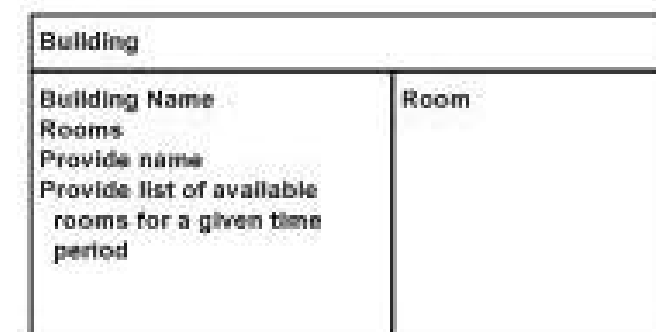 Building
Building Name
Rooms
Provide name
Provide list of available
rooms for a given time
period
Room